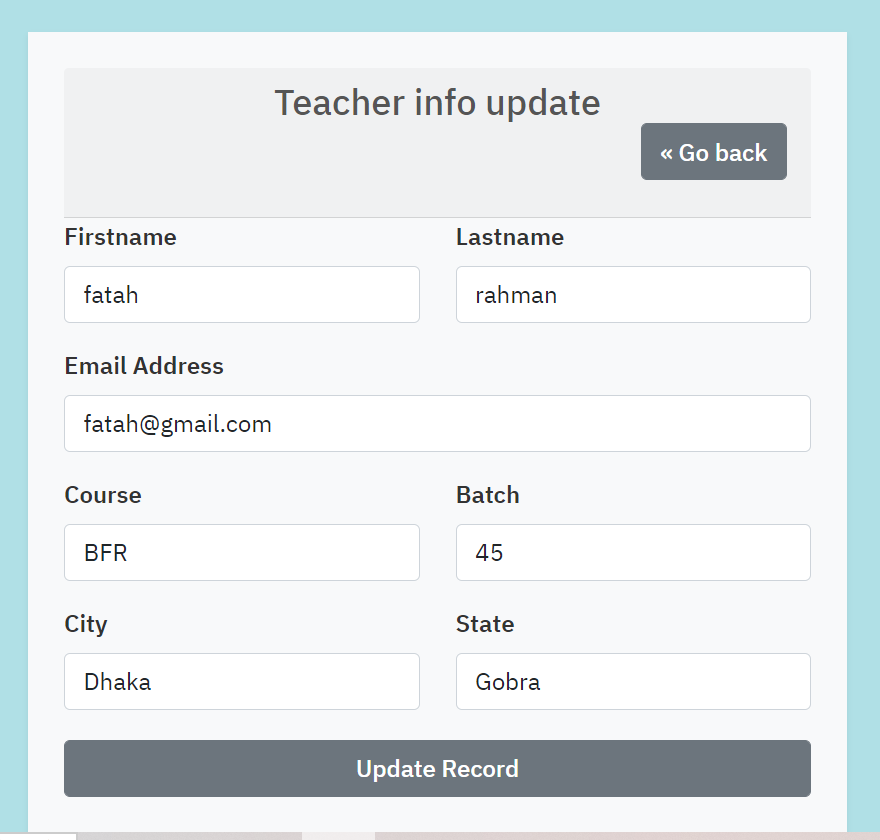 Teacher info update
« Go back
Firstname
Lastname
fatah
rahman
Email Address
fatah@gmail.com
Course
Batch
BFR
45
City
State
Dhaka
Gobra
Update Record